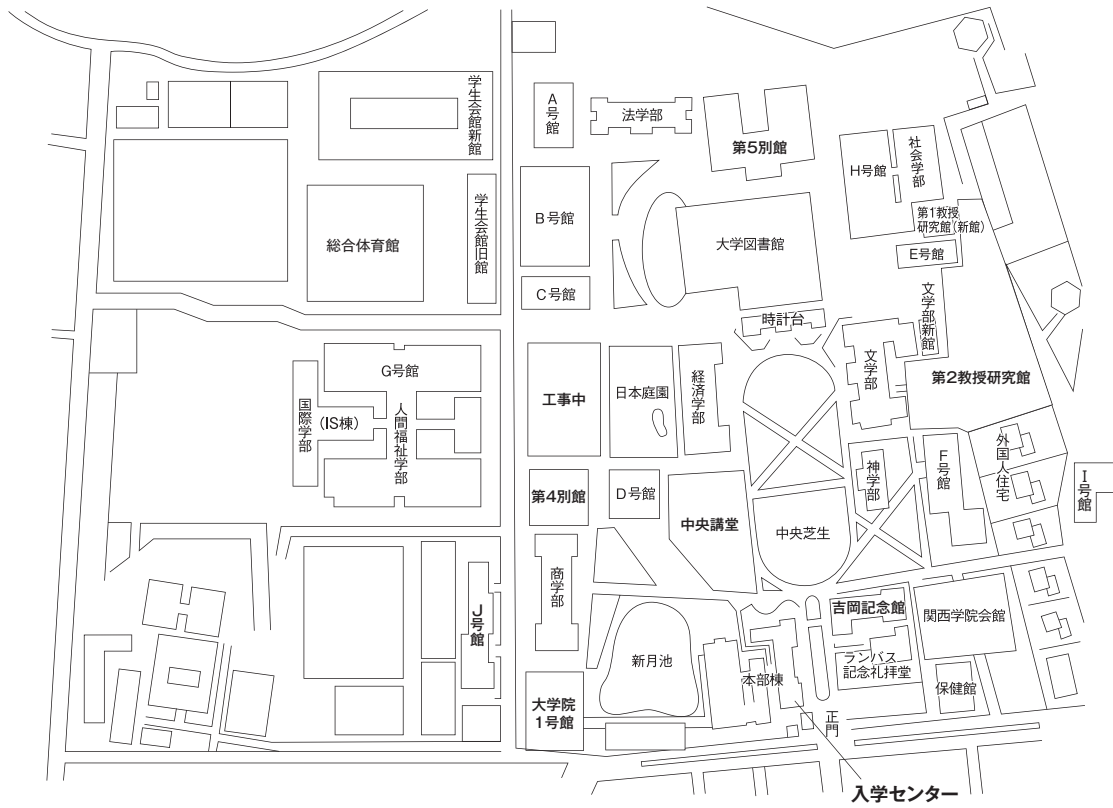 学生会館新館
A号館
法学部
第5別館
H号館
社会学部
総合体育館
学生会館旧館
B号館
大学図書館
第1教授
研究館(新館)
E号館
C号館
時計台
文学部新館
G号館
工事中
日本庭園
経済学部
文学部
第2教授研究館
国際学部
(IS棟)
人間福祉学部
第4別館
D号館
中央講堂
中央芝生
神学部
F号館
外国人住宅
I号館
商学部
J号館
新月池
本部棟
吉岡記念館
関西学院会館
ランバス
記念礼拝堂
保健館
大学院
1号館
正門
入学センター